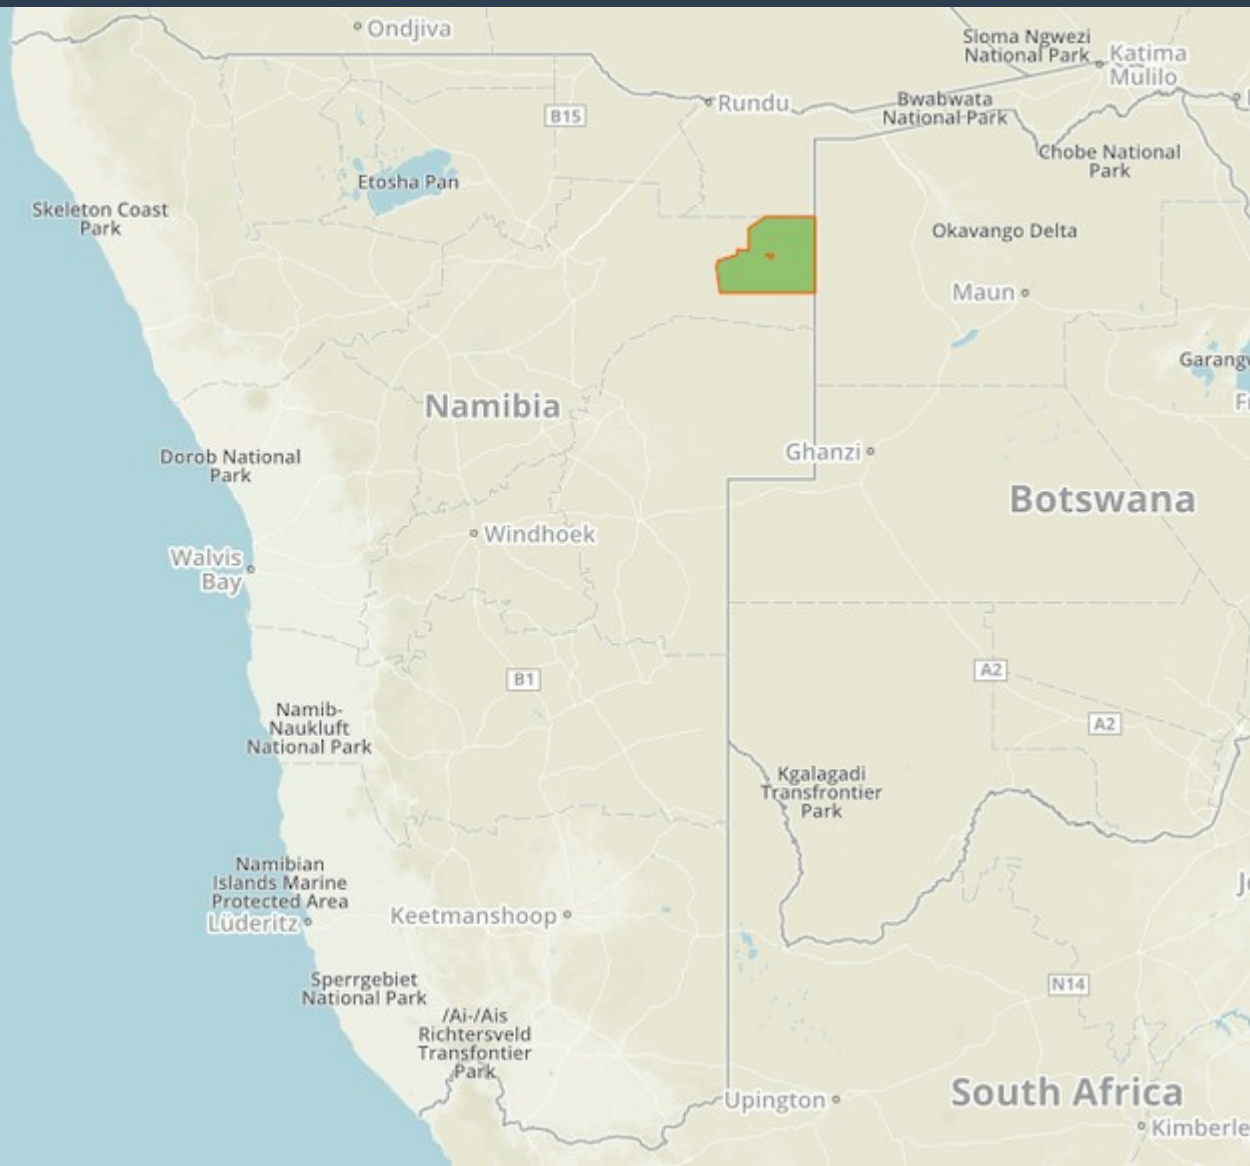 Ondjiva
Sioma Ngwezi
National Park
Katima
Mulilo
Bwabwata
National Park
Rundu
B15
Chobe National
Park
Etosha Pan
Skeleton Coast
Park
Okavango Delta
Maun
Garangw
Fr
Namibia
Ghanzi
Dorob National
Park
Botswana
Windhoek
Walvis
Bay
A2
B1
A2
Namib-
Naukluft
National Park
Kgalagadi
Transfrontier
Park
Namibian
Islands Marine
Protected Area
Lüderitz
Keetmanshoop
Jo
Sperrgebiet
National Park
N14
/Ai-/Ais
Richtersveld
Transfontier
Park
Upington
South Africa
Kimberle